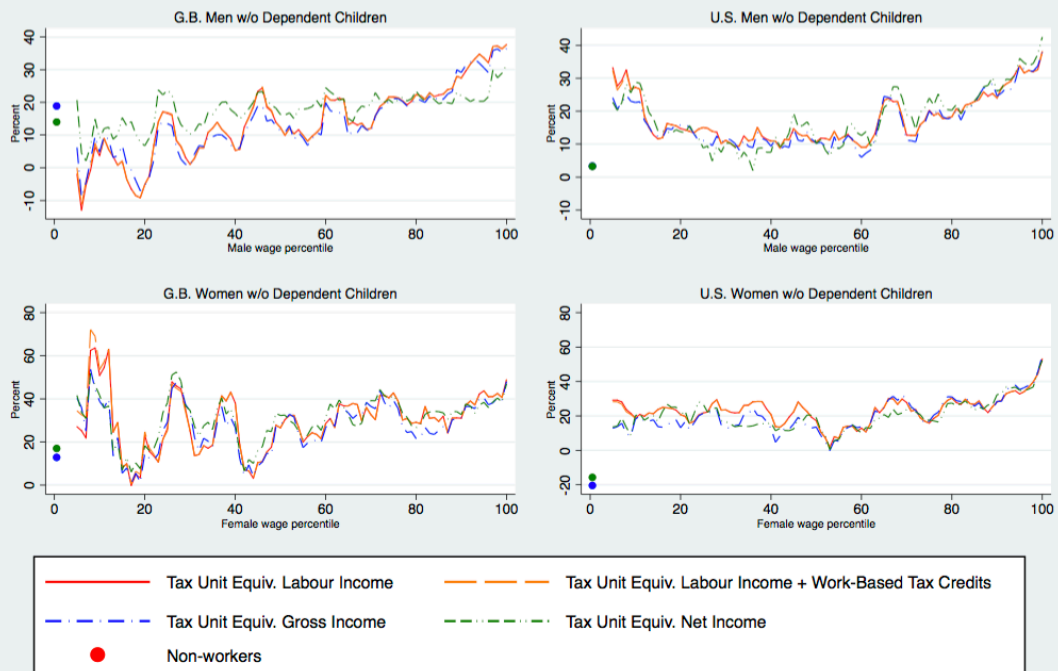 G.B. Men w/o Dependent Children
Percent
40
30
20
10
0
-10
0 20 40 60 80 100
Male wage percentile
U.S. Men w/o Dependent Children
Percent
40
30
20
10
0
-10
0 20 40 60 80 100
Male wage percentile
G.B. Women w/o Dependent Children
Percent
80
60
40
20
0
0 20 40 60 80 100
Female wage percentile
U.S. Women w/o Dependent Children
Percent
80
60
40
20
0
-20
0 20 40 60 80 100
Female wage percentile
Tax Unit Equiv. Labour Income
Tax Unit Equiv. Labour Income + Work-Based Tax Credits
Tax Unit Equiv. Gross Income
Tax Unit Equiv. Net Income
Non-workers